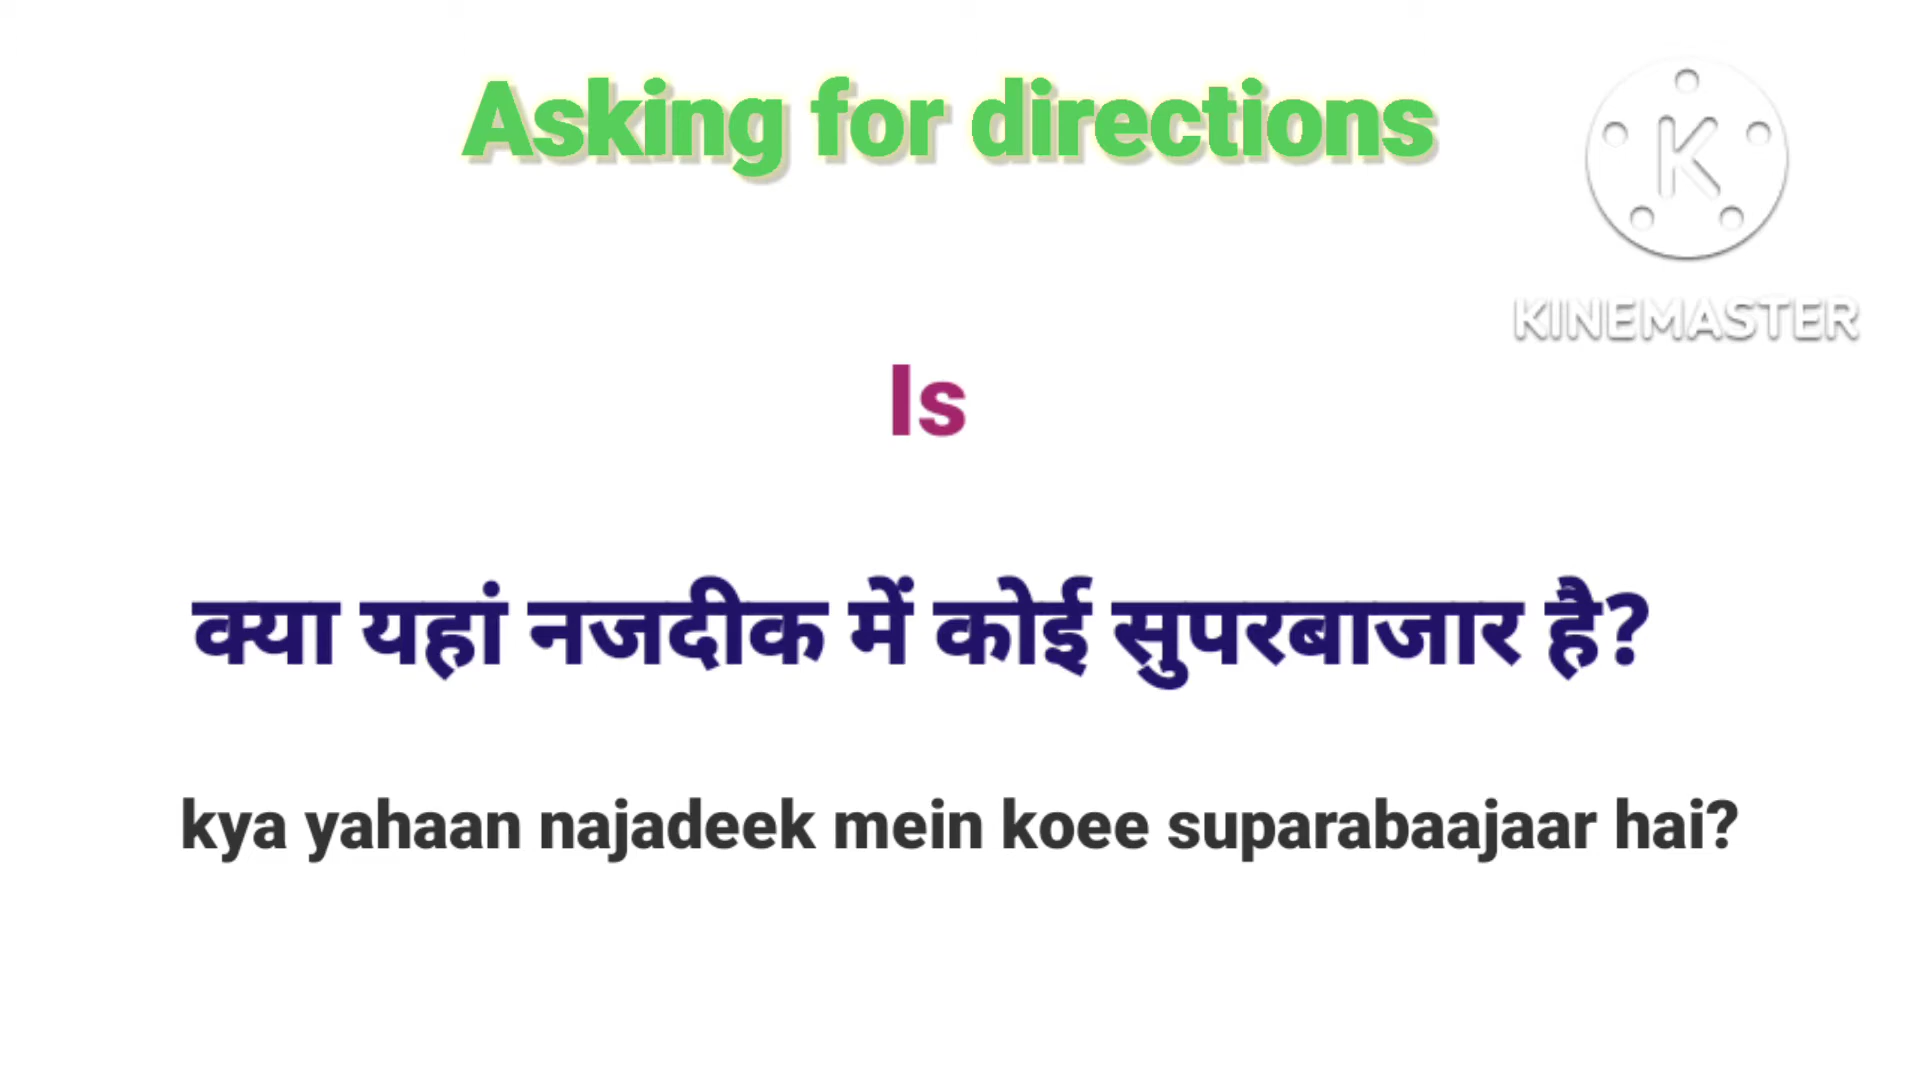 Asking for directions
K
KINEMASTER
Is
क्या यहां नजदीक में कोई सुपरबाजार है?
kya yahaan najadeek mein koee suparabaajaar hai?